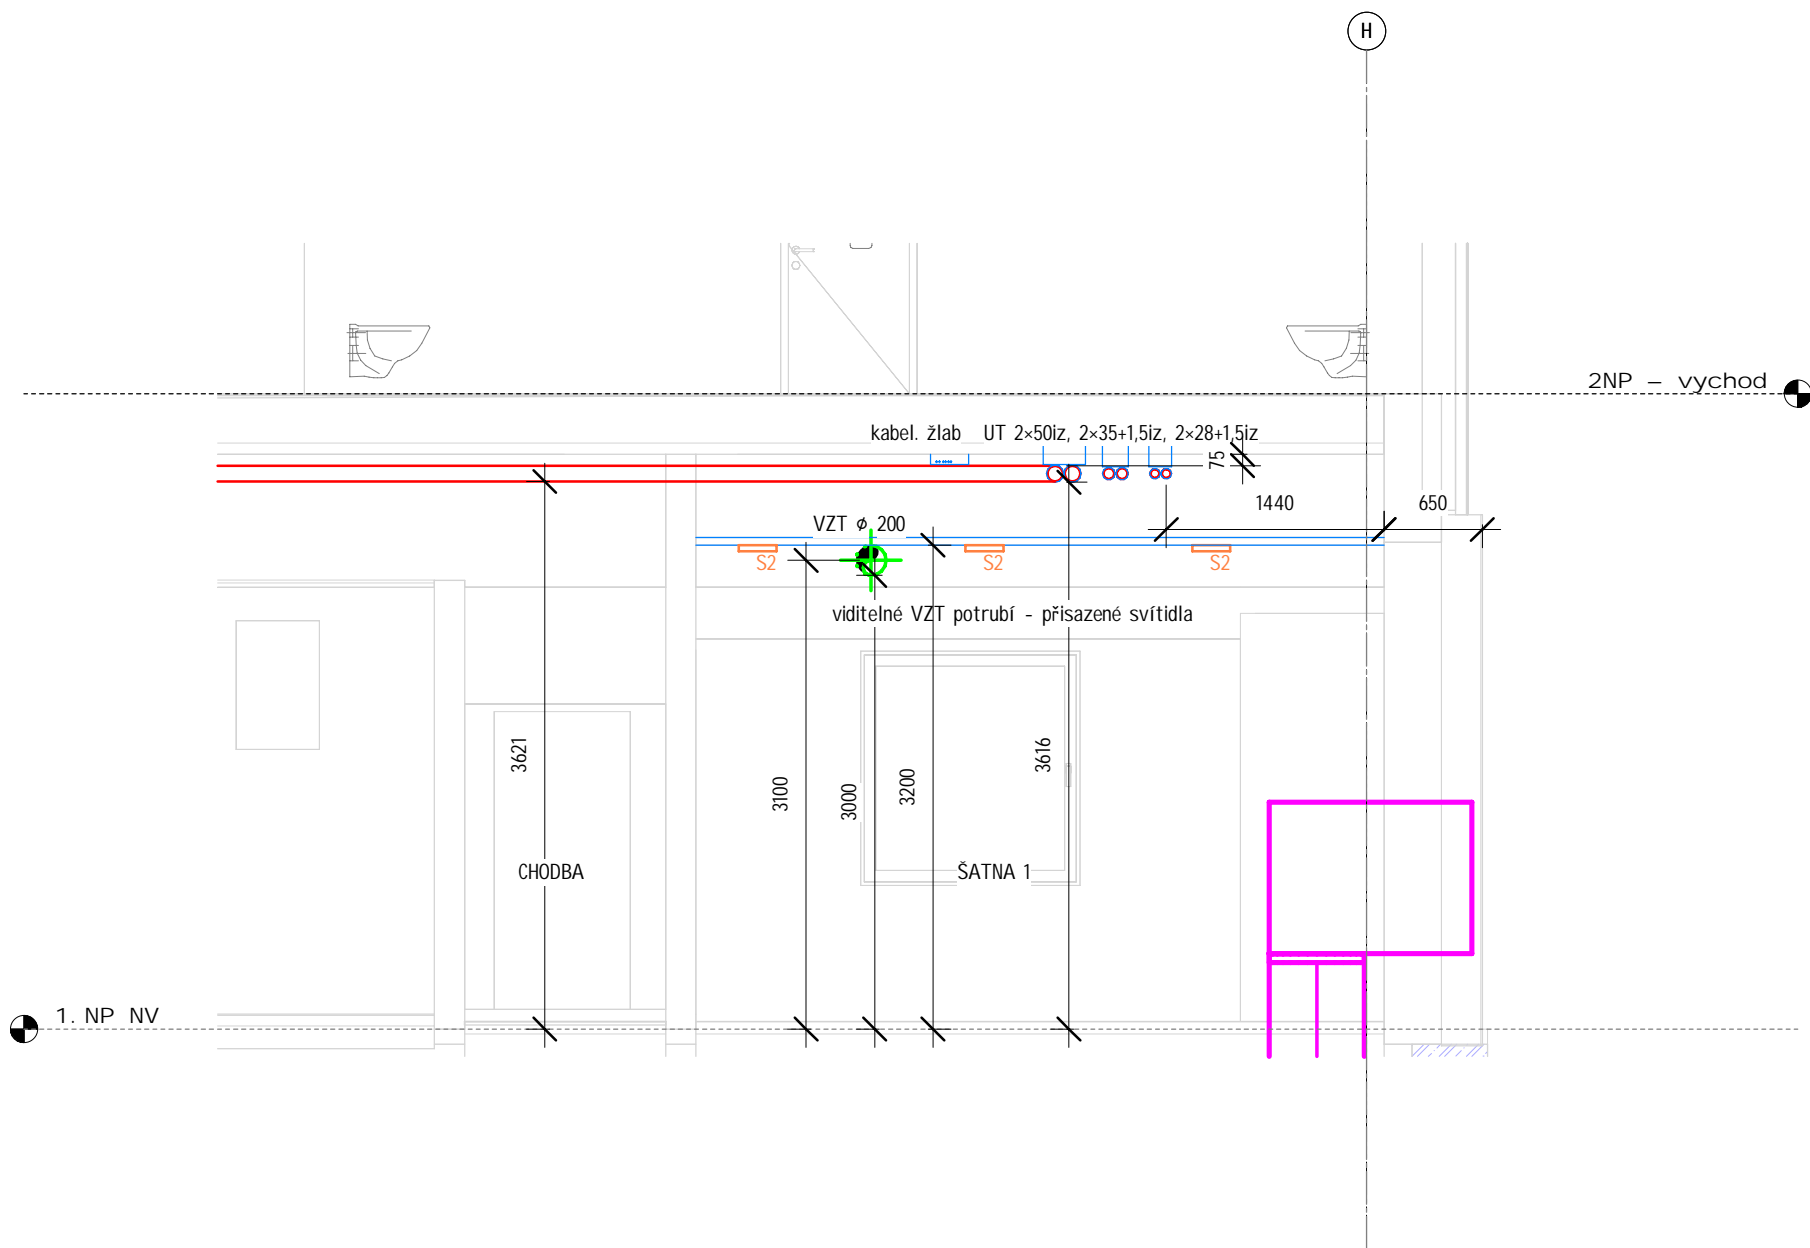 H
2NP – vychod
kabel. žlab UT 2×50iz, 2×35+1,5iz, 2×28+1,5iz
75
1440
650
VZT ø 200
S2
S2
S2
viditelné VZT potrubí - přisazené svítidla
3621
3100
3000
3200
3616
CHODBA
ŠATNA 1
1. NP NV